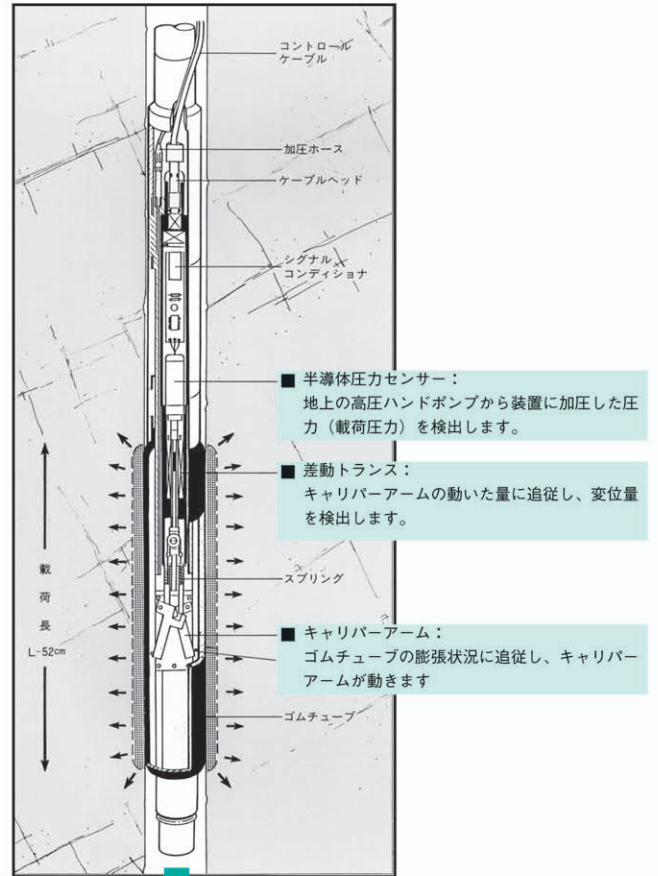 コントロール
ケーブル
加圧ホース
ケーブルヘッド
シグナル
コンディショナ
■ 半導体圧力センサー：
地上の高圧ハンドポンプから装置に加圧した圧
力（載荷圧力）を検出します。
■ 差動トランス：
キャリパーアームの動いた量に追従し、変位量
を検出します。
載荷長
L-52cm
スプリング
■ キャリパーアーム：
ゴムチューブの膨張状況に追従し、キャリパー
アームが動きます
ゴムチューブ